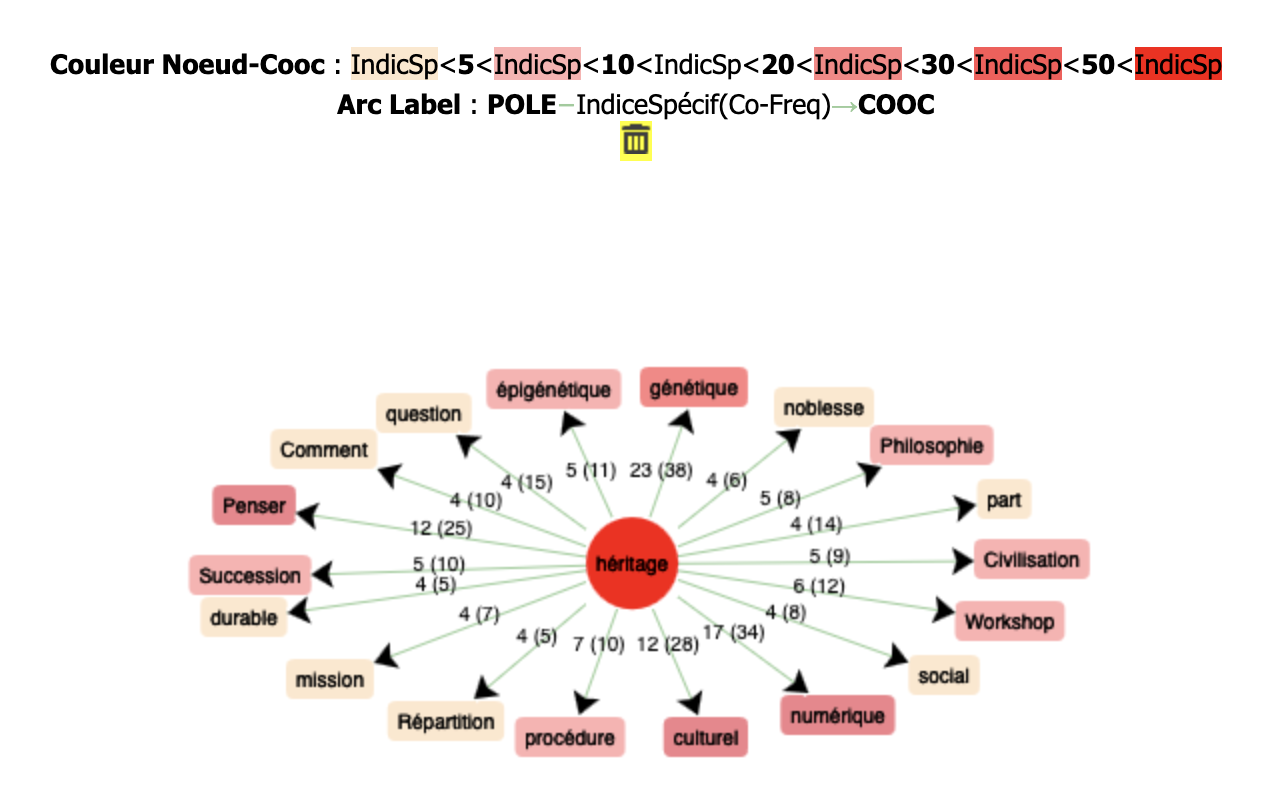 Couleur Noeud-Cooc : IndicSp<5<IndicSp<10<IndicSp<20<IndicSp<30<IndicSp<50<IndicSp
Arc Label : POLE–IndiceSpécif(Co-Freq)→COOC
génétique
épigénétique
noblesse
question
Philosophie
Comment
5 (11)
23 (38)
4 (6)
4 (15)
4 (10)
5 (8)
part
Penser
12 (25)
4 (14)
héritage
5 (9)
Civilisation
Succession
5 (10)
4 (5)
6 (12)
durable
4 (7)
4 (8)
Workshop
4 (5)
7 (10)
12 (28)
17 (34)
mission
social
Répartition
numérique
procédure
culturel